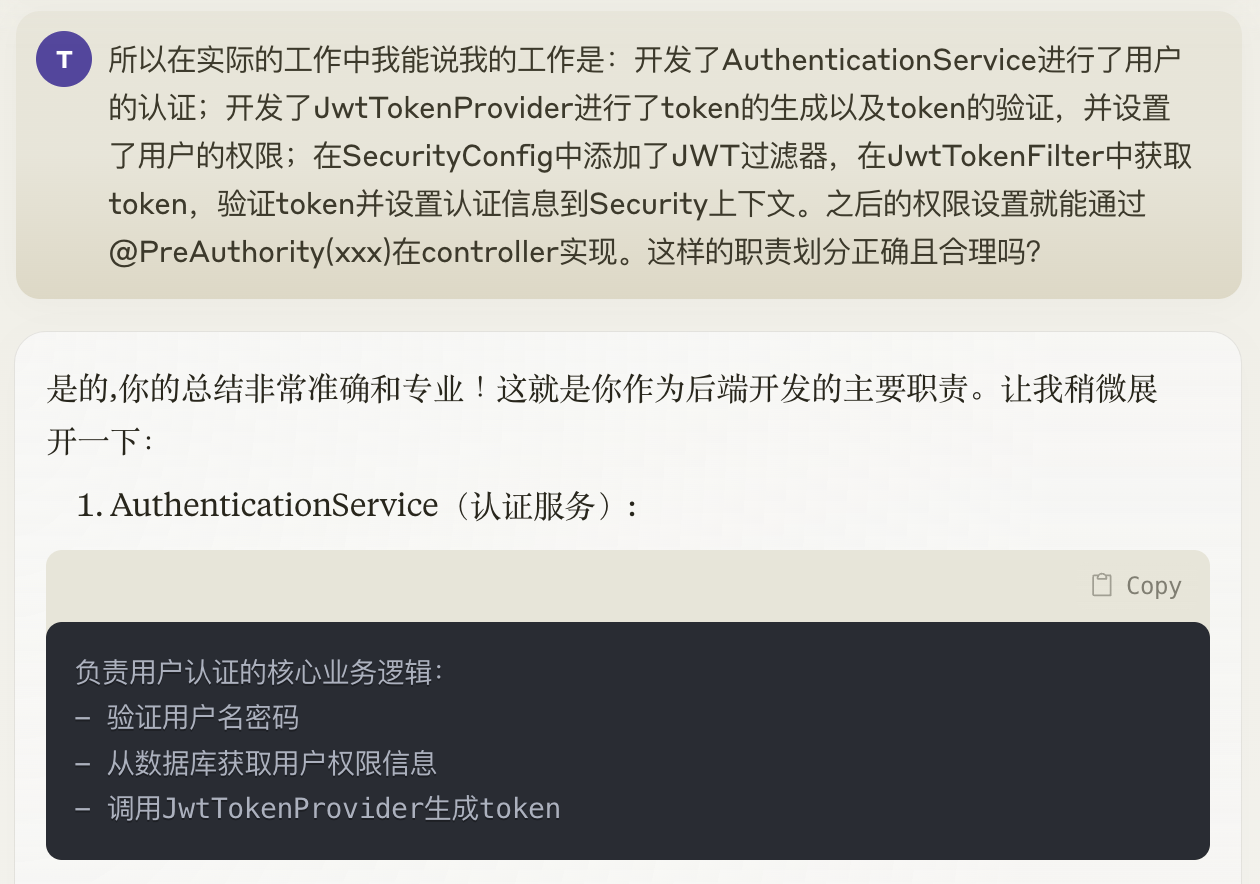 T
所以在实际的工作中我能说我的工作是：开发了AuthenticationService进行了用户
的认证；开发了JwtTokenProvider进行了token的生成以及token的验证，并设置
了用户的权限；在SecurityConfig中添加了JWT过滤器，在JwtTokenFilter中获取
token，验证token并设置认证信息到Security上下文。之后的权限设置就能通过
@PreAuthority(xxx)在controller实现。这样的职责划分正确且合理吗？
是的,你的总结非常准确和专业！这就是你作为后端开发的主要职责。让我稍微展
开一下：
1. AuthenticationService（认证服务）:
Copy
负责用户认证的核心业务逻辑：
- 验证用户名密码
- 从数据库获取用户权限信息
- 调用JwtTokenProvider生成token